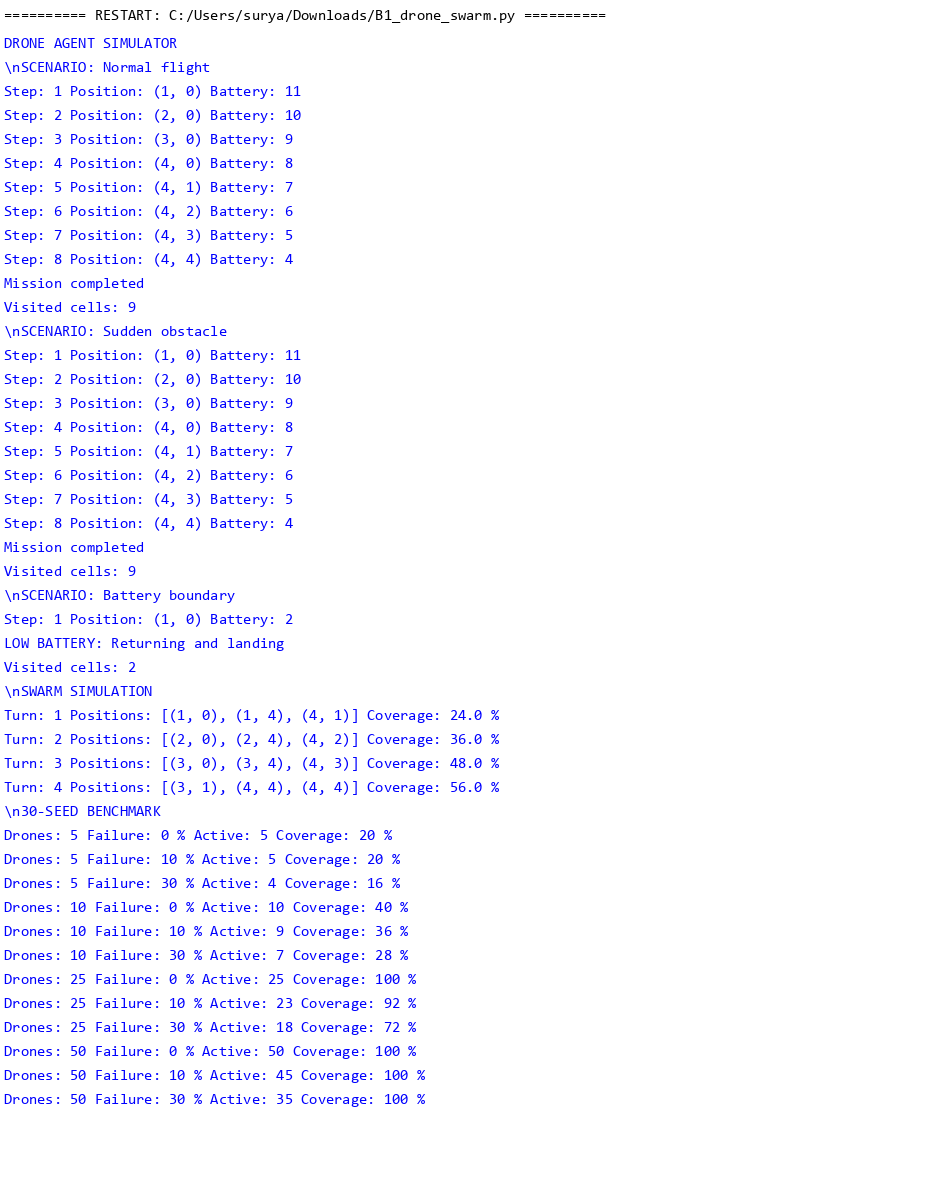 ========== RESTART: C:/Users/surya/Downloads/B1_drone_swarm.py ==========
DRONE AGENT SIMULATOR
\nSCENARIO: Normal flight
Step: 1 Position: (1, 0) Battery: 11
Step: 2 Position: (2, 0) Battery: 10
Step: 3 Position: (3, 0) Battery: 9
Step: 4 Position: (4, 0) Battery: 8
Step: 5 Position: (4, 1) Battery: 7
Step: 6 Position: (4, 2) Battery: 6
Step: 7 Position: (4, 3) Battery: 5
Step: 8 Position: (4, 4) Battery: 4
Mission completed
Visited cells: 9
\nSCENARIO: Sudden obstacle
Step: 1 Position: (1, 0) Battery: 11
Step: 2 Position: (2, 0) Battery: 10
Step: 3 Position: (3, 0) Battery: 9
Step: 4 Position: (4, 0) Battery: 8
Step: 5 Position: (4, 1) Battery: 7
Step: 6 Position: (4, 2) Battery: 6
Step: 7 Position: (4, 3) Battery: 5
Step: 8 Position: (4, 4) Battery: 4
Mission completed
Visited cells: 9
\nSCENARIO: Battery boundary
Step: 1 Position: (1, 0) Battery: 2
LOW BATTERY: Returning and landing
Visited cells: 2
\nSWARM SIMULATION
Turn: 1 Positions: [(1, 0), (1, 4), (4, 1)] Coverage: 24.0 %
Turn: 2 Positions: [(2, 0), (2, 4), (4, 2)] Coverage: 36.0 %
Turn: 3 Positions: [(3, 0), (3, 4), (4, 3)] Coverage: 48.0 %
Turn: 4 Positions: [(3, 1), (4, 4), (4, 4)] Coverage: 56.0 %
\n30-SEED BENCHMARK
Drones: 5 Failure: 0 % Active: 5 Coverage: 20 %
Drones: 5 Failure: 10 % Active: 5 Coverage: 20 %
Drones: 5 Failure: 30 % Active: 4 Coverage: 16 %
Drones: 10 Failure: 0 % Active: 10 Coverage: 40 %
Drones: 10 Failure: 10 % Active: 9 Coverage: 36 %
Drones: 10 Failure: 30 % Active: 7 Coverage: 28 %
Drones: 25 Failure: 0 % Active: 25 Coverage: 100 %
Drones: 25 Failure: 10 % Active: 23 Coverage: 92 %
Drones: 25 Failure: 30 % Active: 18 Coverage: 72 %
Drones: 50 Failure: 0 % Active: 50 Coverage: 100 %
Drones: 50 Failure: 10 % Active: 45 Coverage: 100 %
Drones: 50 Failure: 30 % Active: 35 Coverage: 100 %